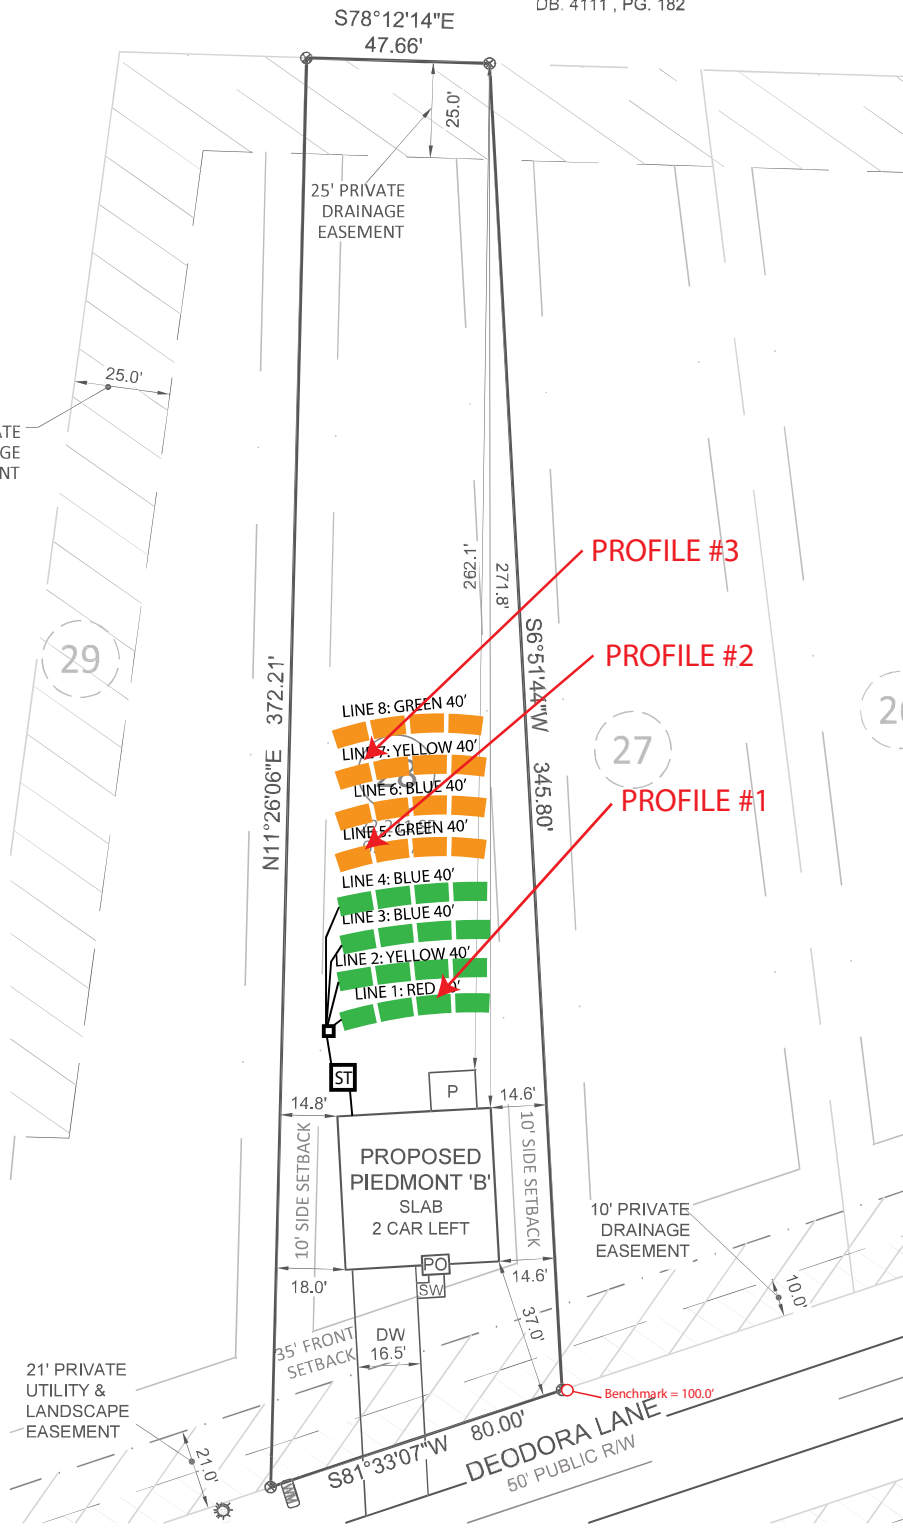 DB. 4111 , PG. 182
S78°12'14"E
47.66'
25.0'
25' PRIVATE
DRAINAGE
EASEMENT
25.0'
262.1'
271.8'
PROFILE #3
PROFILE #2
PROFILE #1
S6°51'44"W 345.80'
N11°26'06"E 372.21'
29
27
28
LINE 8: GREEN 40'
LINE 7: YELLOW 40'
LINE 6: BLUE 40'
LINE 5: GREEN 40'
LINE 4: BLUE 40'
LINE 3: BLUE 40'
LINE 2: YELLOW 40'
LINE 1: RED
ST
P
14.8'
14.6'
10' SIDE SETBACK
10' SIDE SETBACK
PROPOSED
PIEDMONT 'B'
SLAB
2 CAR LEFT
PO
SW
18.0'
14.6'
37.0'
10' PRIVATE
DRAINAGE
EASEMENT
10.0'
35' FRONT
SETBACK
DW
16.5'
21' PRIVATE
UTILITY &
LANDSCAPE
EASEMENT
21.0'
WM
Benchmark = 100.0'
S81°33'07"W 80.00'
DEODORA LANE
50' PUBLIC R/W